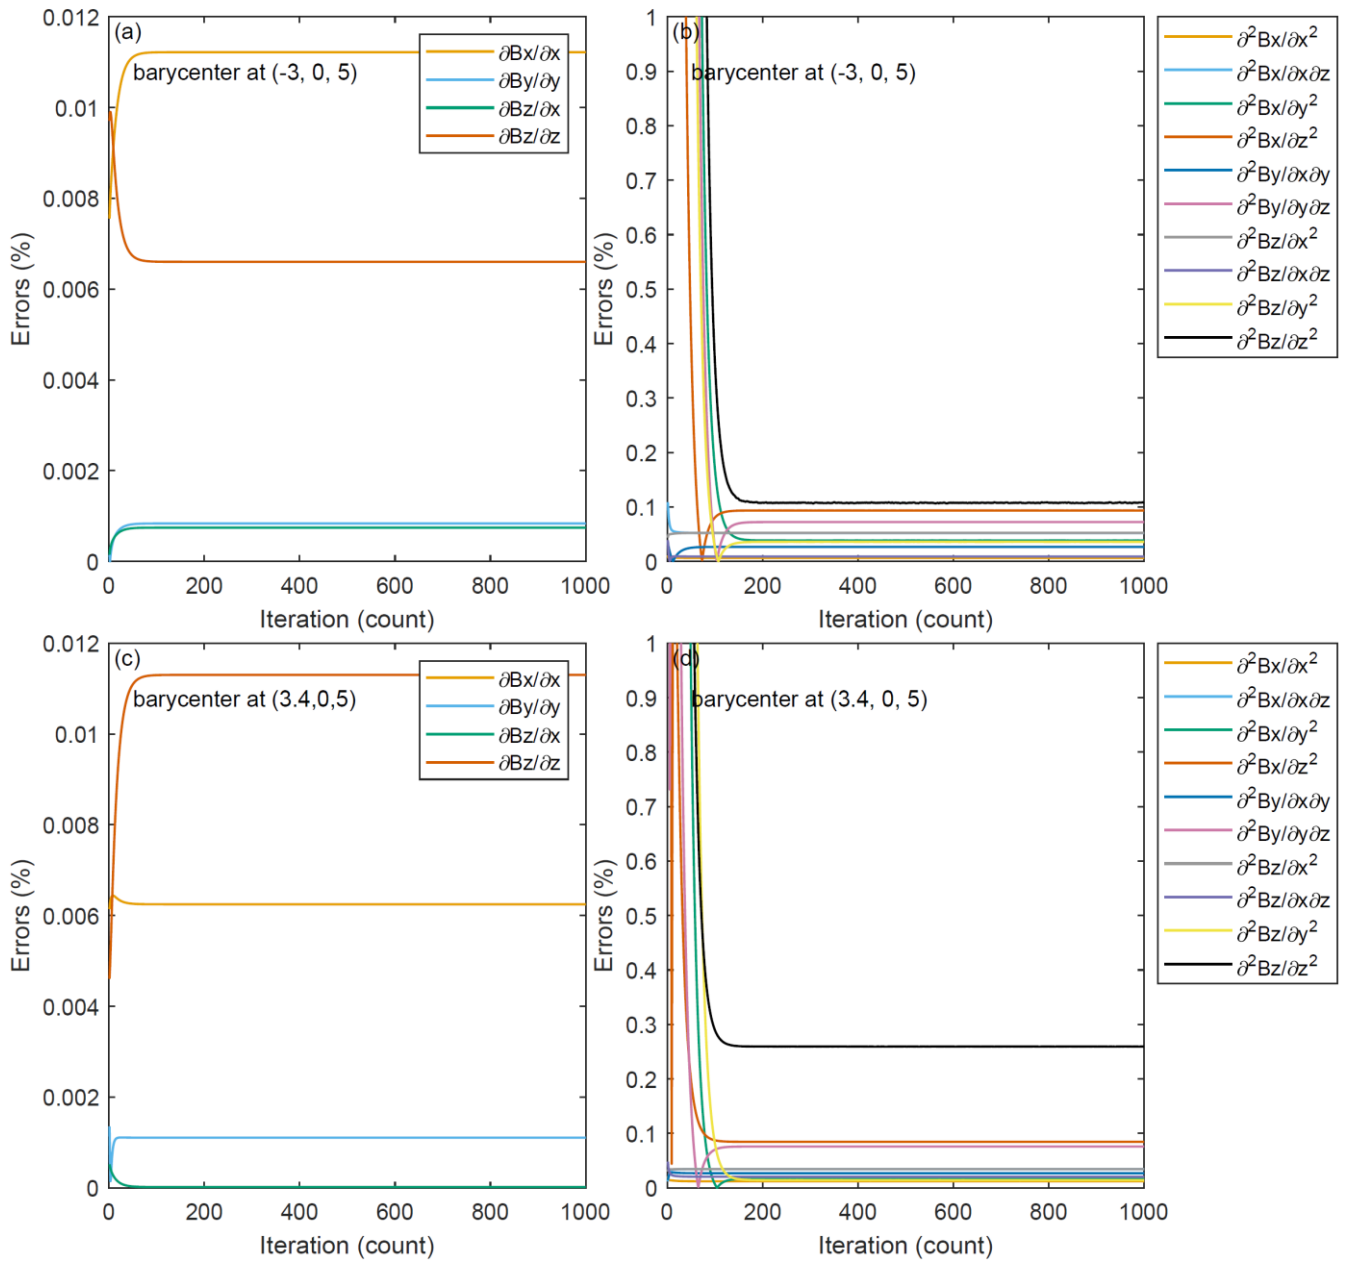 (a)
barycenter at (-3, 0, 5)
∂Bx/∂x
∂By/∂y
∂Bz/∂x
∂Bz/∂z
0.012
0.01
0.008
0.006
0.004
0.002
0
Errors (%)
0 200 400 600 800 1000
Iteration (count)
(b)
barycenter at (-3, 0, 5)
1
0.9
0.8
0.7
0.6
0.5
0.4
0.3
0.2
0.1
0
Errors (%)
0 200 400 600 800 1000
Iteration (count)
∂²Bx/∂x²
∂²Bx/∂x∂z
∂²Bx/∂y²
∂²Bx/∂z²
∂²By/∂x∂y
∂²By/∂y∂z
∂²Bz/∂x²
∂²Bz/∂x∂z
∂²Bz/∂y²
∂²Bz/∂z²
(c)
barycenter at (3.4,0,5)
∂Bx/∂x
∂By/∂y
∂Bz/∂x
∂Bz/∂z
0.012
0.01
0.008
0.006
0.004
0.002
0
Errors (%)
0 200 400 600 800 1000
Iteration (count)
(d)
barycenter at (3.4, 0, 5)
1
0.9
0.8
0.7
0.6
0.5
0.4
0.3
0.2
0.1
0
Errors (%)
0 200 400 600 800 1000
Iteration (count)
∂²Bx/∂x²
∂²Bx/∂x∂z
∂²Bx/∂y²
∂²Bx/∂z²
∂²By/∂x∂y
∂²By/∂y∂z
∂²Bz/∂x²
∂²Bz/∂x∂z
∂²Bz/∂y²
∂²Bz/∂z²